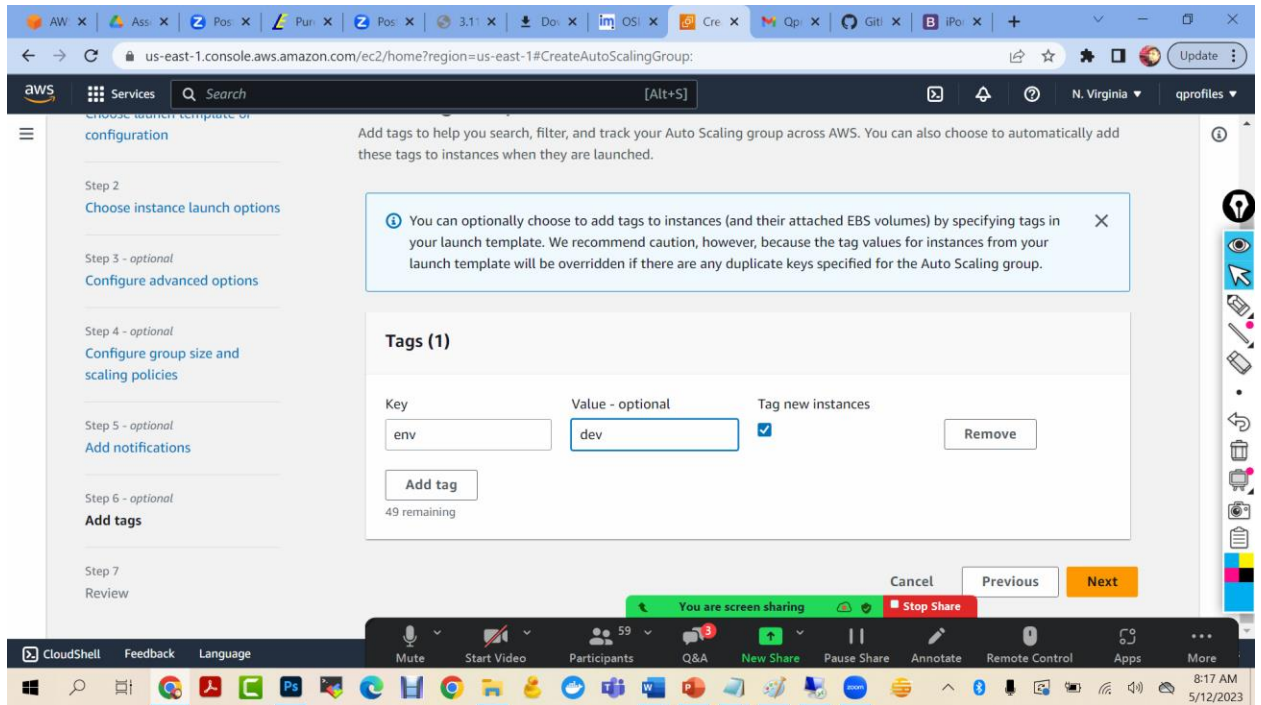 AW
Ass
Pos
Pur
Pos
3.11
Do
im OSI
Cre
Qp
Git
B iPo
us-east-1.console.aws.amazon.com/ec2/home?region=us-east-1#CreateAutoScalingGroup:
Update
aws
Services
Search
[Alt+S]
N. Virginia
qprofiles
Choose launch template or
configuration
Step 2
Choose instance launch options
Step 3 - optional
Configure advanced options
Step 4 - optional
Configure group size and
scaling policies
Step 5 - optional
Add notifications
Step 6 - optional
Add tags
Step 7
Review
Add tags to help you search, filter, and track your Auto Scaling group across AWS. You can also choose to automatically add
these tags to instances when they are launched.
You can optionally choose to add tags to instances (and their attached EBS volumes) by specifying tags in
your launch template. We recommend caution, however, because the tag values for instances from your
launch template will be overridden if there are any duplicate keys specified for the Auto Scaling group.
Tags (1)
Key
Value - optional
Tag new instances
env
dev
Remove
Add tag
49 remaining
Cancel
Previous
Next
You are screen sharing
Stop Share
Mute
Start Video
59
Participants
3
Q&A
New Share
Pause Share
Annotate
Remote Control
Apps
More
CloudShell
Feedback
Language
Ps
zoom
8:17 AM
5/12/2023